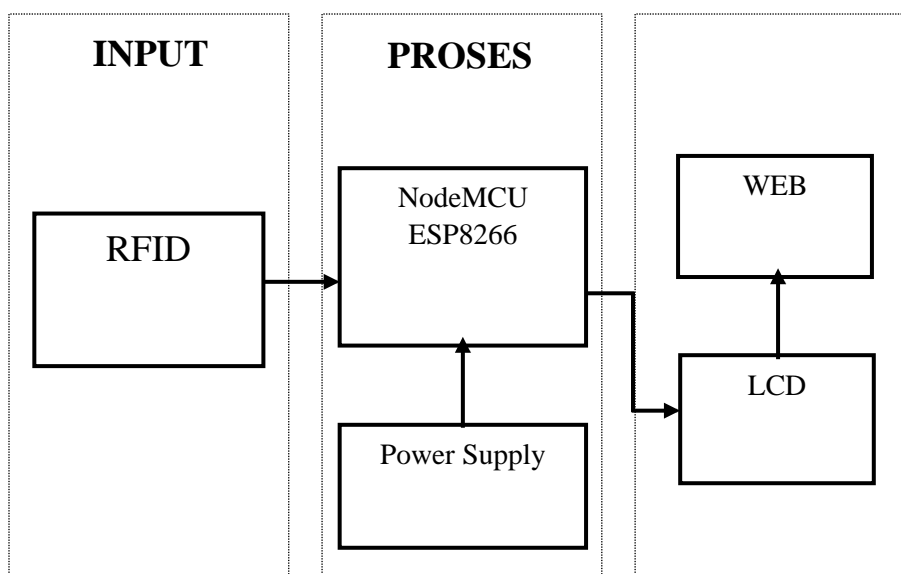 INPUT
PROSES
RFID
NodeMCU
ESP8266
Power Supply
WEB
LCD